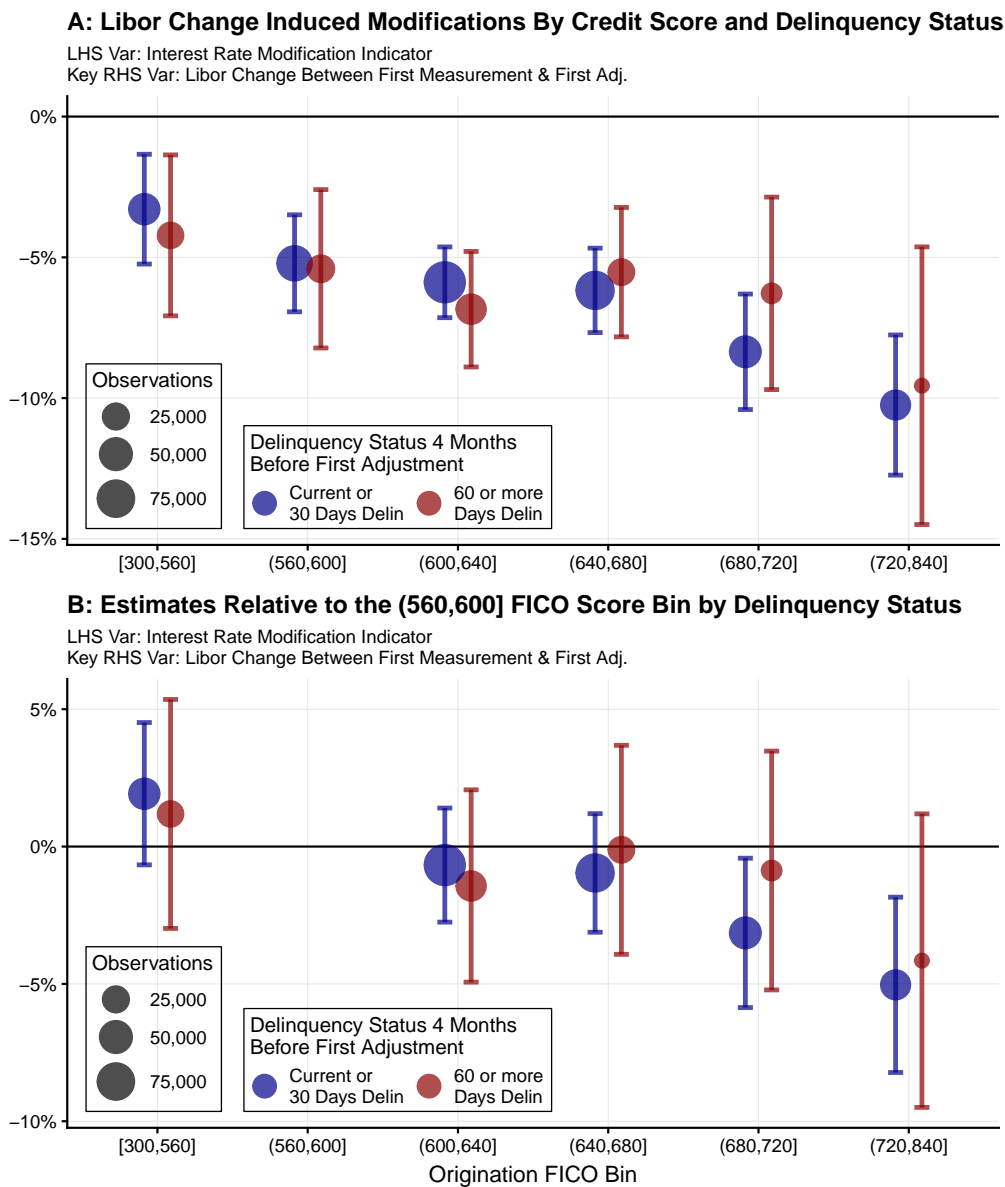 A: Libor Change Induced Modifications By Credit Score and Delinquency Status
LHS Var: Interest Rate Modification Indicator
Key RHS Var: Libor Change Between First Measurement & First Adj.
0%
−5%
−10%
−15%
Observations
25,000
50,000
75,000
Delinquency Status 4 Months
Before First Adjustment
Current or
30 Days Delin
60 or more
Days Delin
[300,560] (560,600] (600,640] (640,680] (680,720] (720,840]
B: Estimates Relative to the (560,600] FICO Score Bin by Delinquency Status
LHS Var: Interest Rate Modification Indicator
Key RHS Var: Libor Change Between First Measurement & First Adj.
5%
0%
−5%
−10%
Observations
25,000
50,000
75,000
Delinquency Status 4 Months
Before First Adjustment
Current or
30 Days Delin
60 or more
Days Delin
[300,560] (560,600] (600,640] (640,680] (680,720] (720,840]
Origination FICO Bin